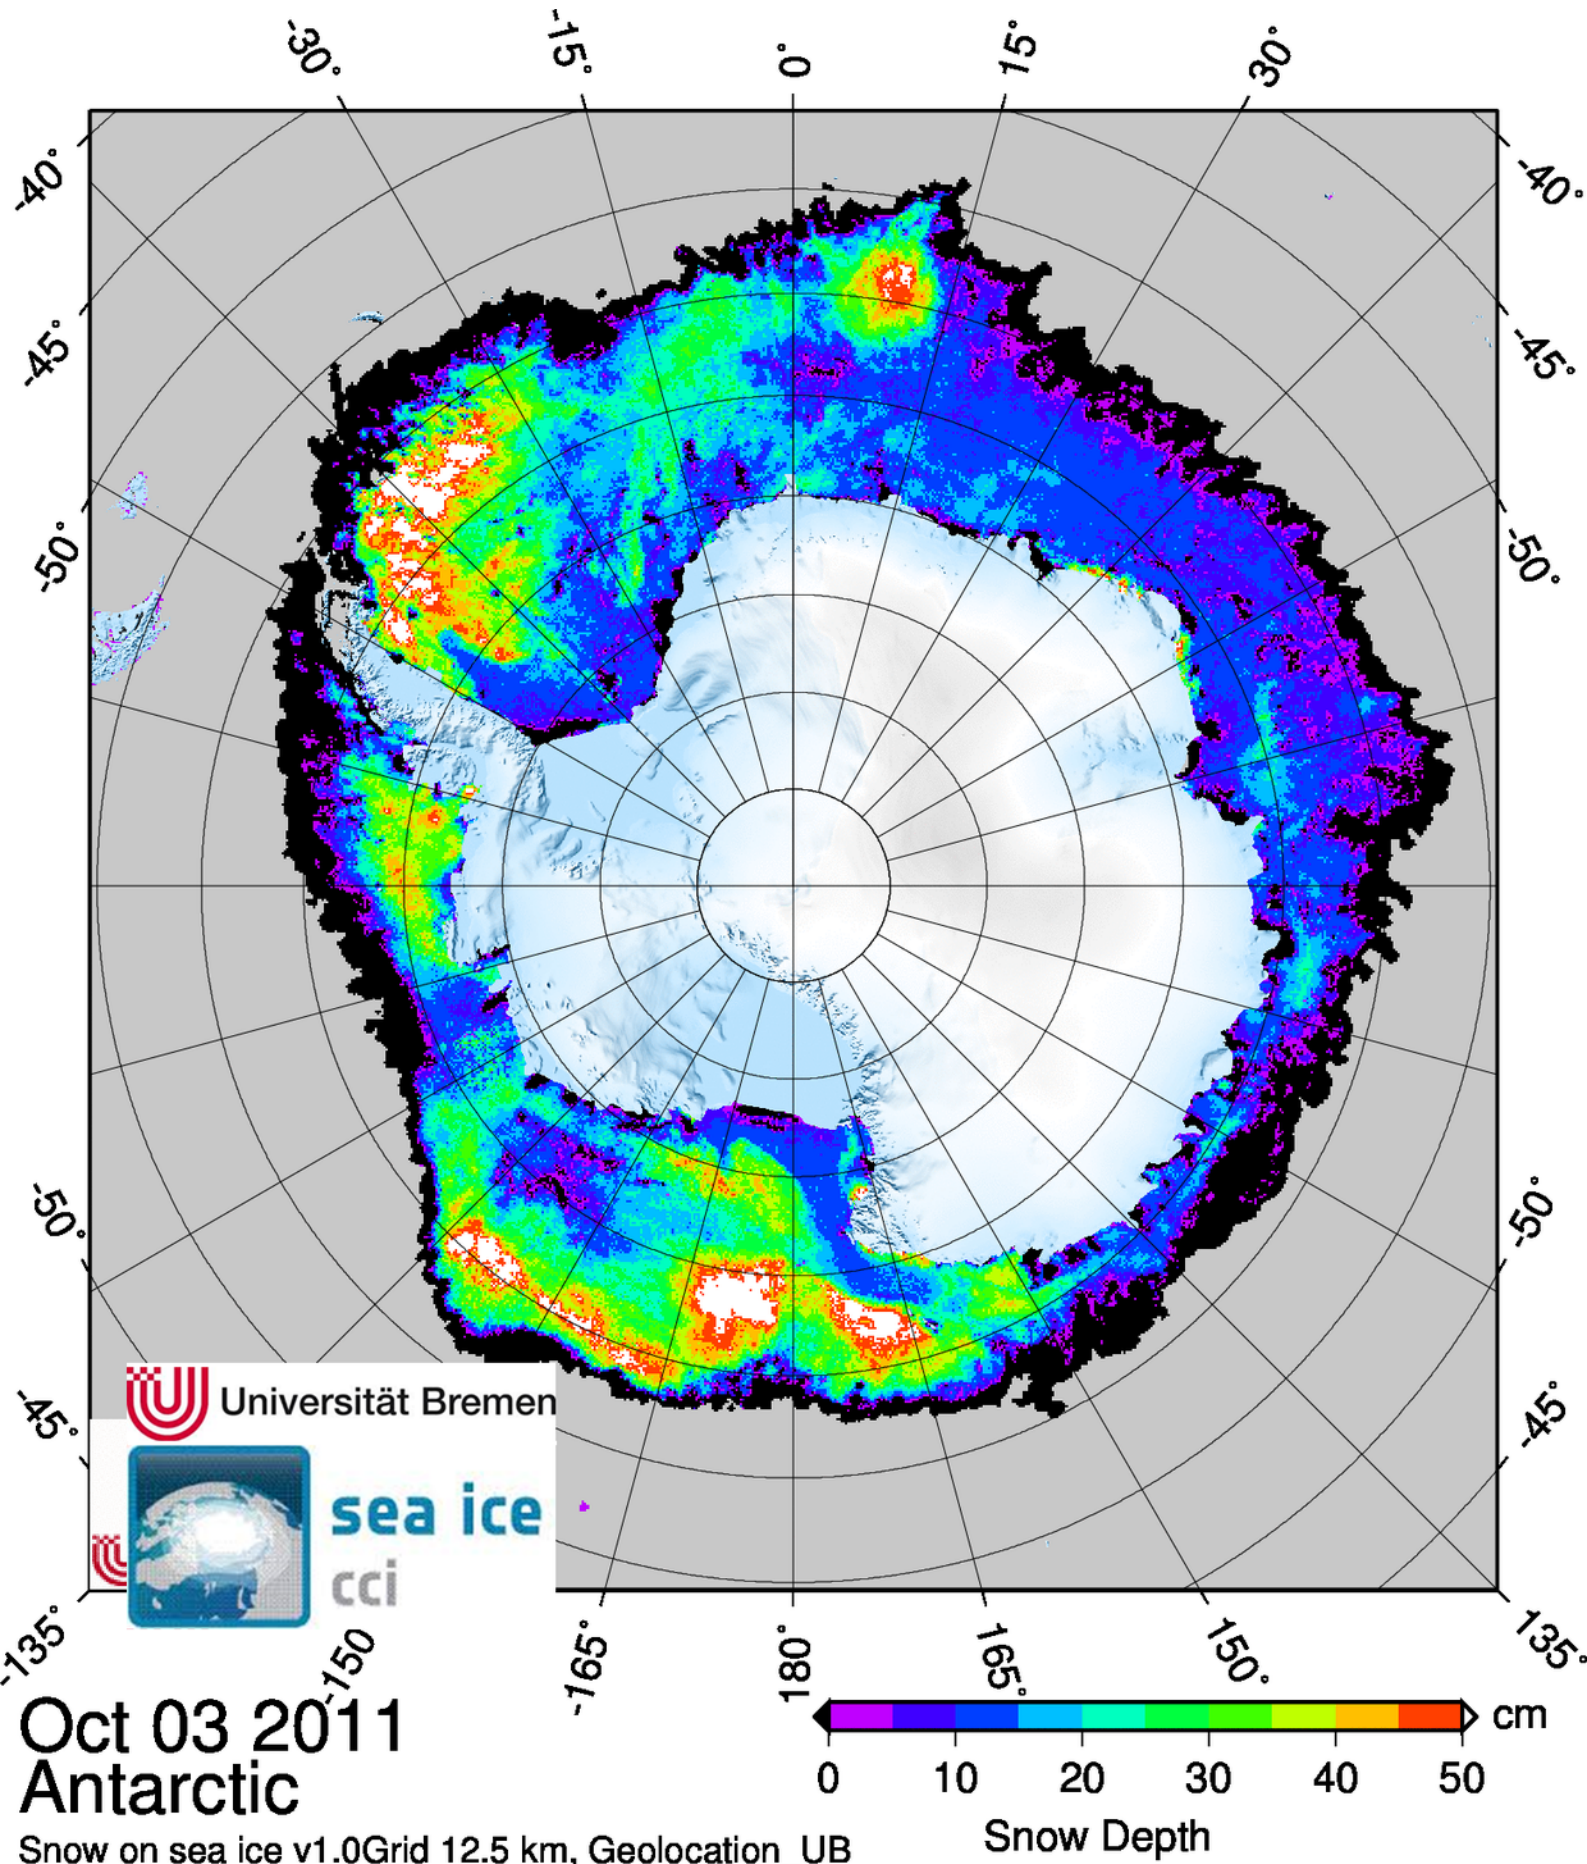 -30° -15° 0° 15° 30°
-40° -40°
-45° -45°
-50° -50°
-50° -50°
-45° -45°
Universität Bremen
sea ice
cci
-135° -150 -165° 180° 165° 150° 135°
Oct 03 2011
Antarctic
Snow on sea ice v1.0Grid 12.5 km, Geolocation UB
cm
0 10 20 30 40 50
Snow Depth